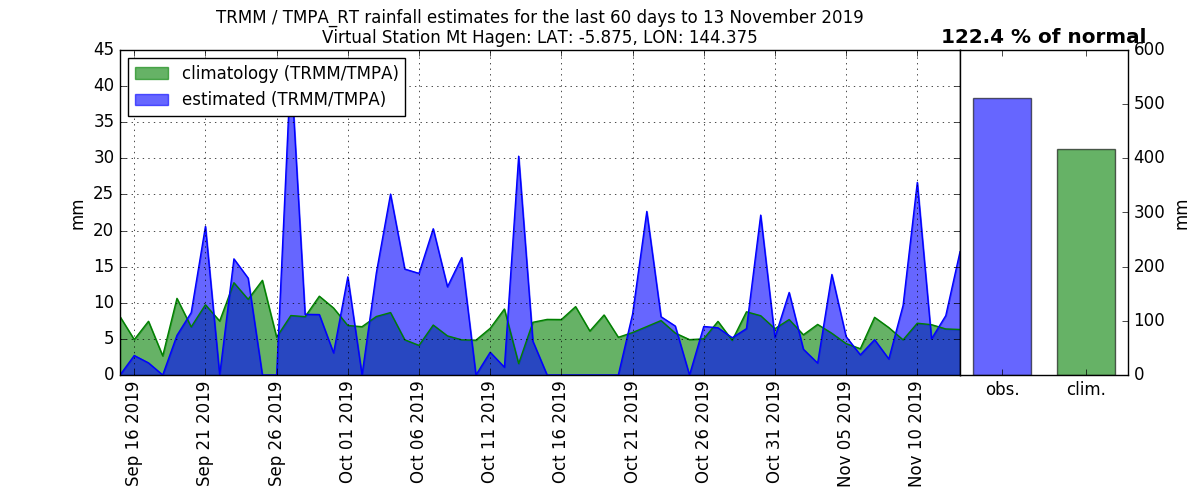 TRMM / TMPA_RT rainfall estimates for the last 60 days to 13 November 2019
Virtual Station Mt Hagen: LAT: -5.875, LON: 144.375
122.4 % of normal
climatology (TRMM/TMPA)
estimated (TRMM/TMPA)
45
40
35
30
25
20
15
10
5
0
mm
Sep 16 2019
Sep 21 2019
Sep 26 2019
Oct 01 2019
Oct 06 2019
Oct 11 2019
Oct 16 2019
Oct 21 2019
Oct 26 2019
Oct 31 2019
Nov 05 2019
Nov 10 2019
obs.
clim.
600
500
400
300
200
100
0
mm